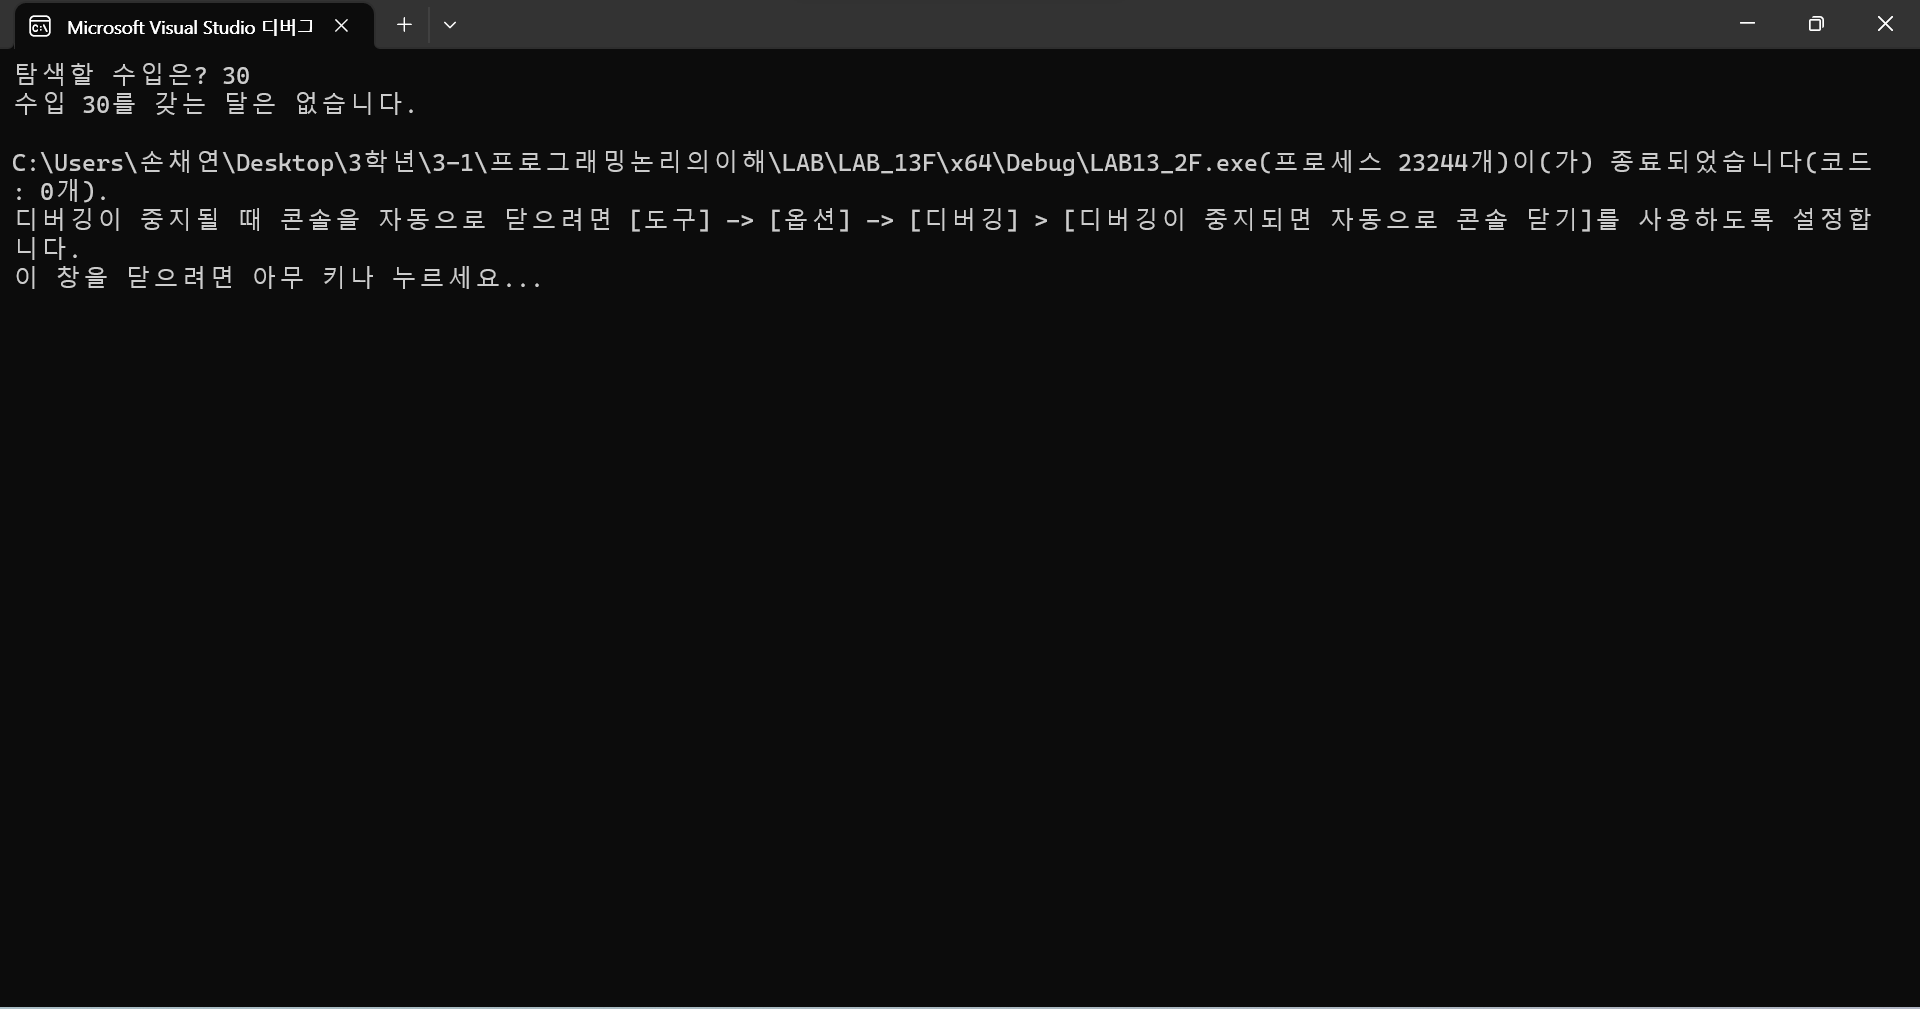 Microsoft Visual Studio 디버그
탐색할 수입은? 30
수입 30를 갖는 달은 없습니다.
C:\Users\손채연\Desktop\3학년\3-1\프로그래밍논리의이해\LAB\LAB_13F\x64\Debug\LAB13_2F.exe(프로세스 23244개)이(가) 종료되었습니다(코드
: 0개).
디버깅이 중지될 때 콘솔을 자동으로 닫으려면 [도구] -> [옵션] -> [디버깅] > [디버깅이 중지되면 자동으로 콘솔 닫기]를 사용하도록 설정합
니다.
이 창을 닫으려면 아무 키나 누르세요...